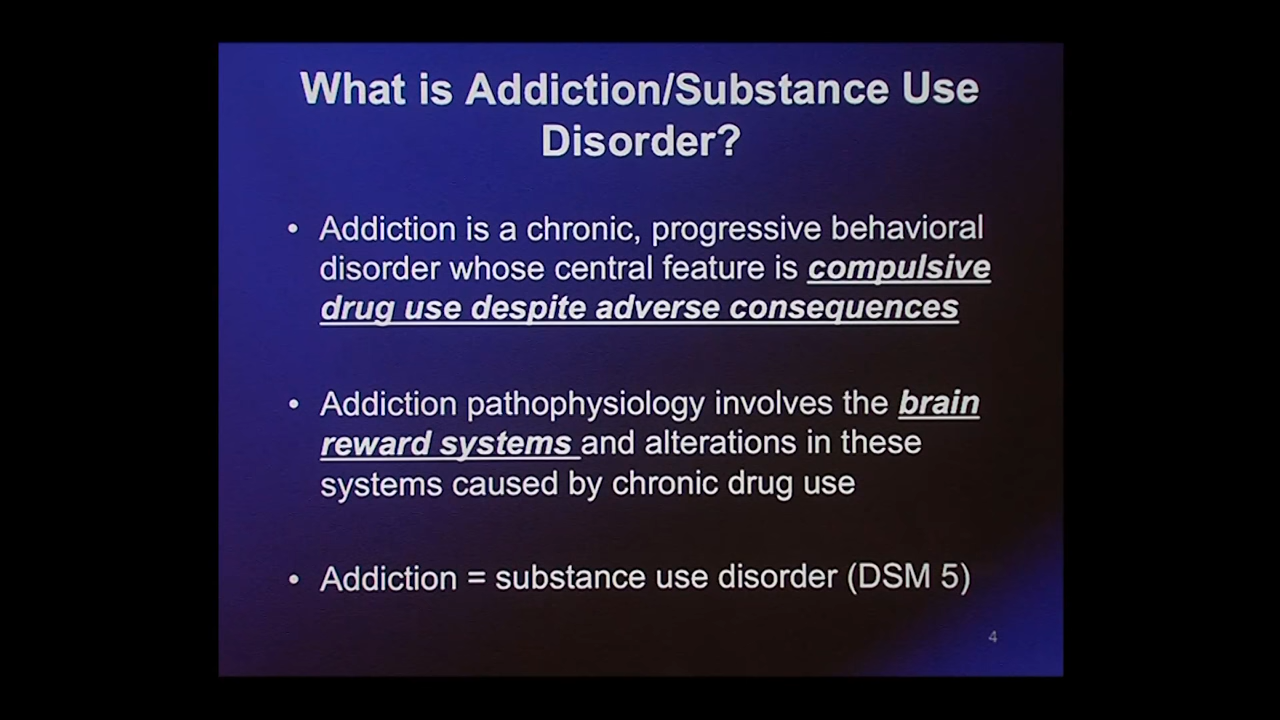 What is Addiction/Substance Use
Disorder?
• Addiction is a chronic, progressive behavioral
disorder whose central feature is compulsive
drug use despite adverse consequences
• Addiction pathophysiology involves the brain
reward systems and alterations in these
systems caused by chronic drug use
• Addiction = substance use disorder (DSM 5)
4